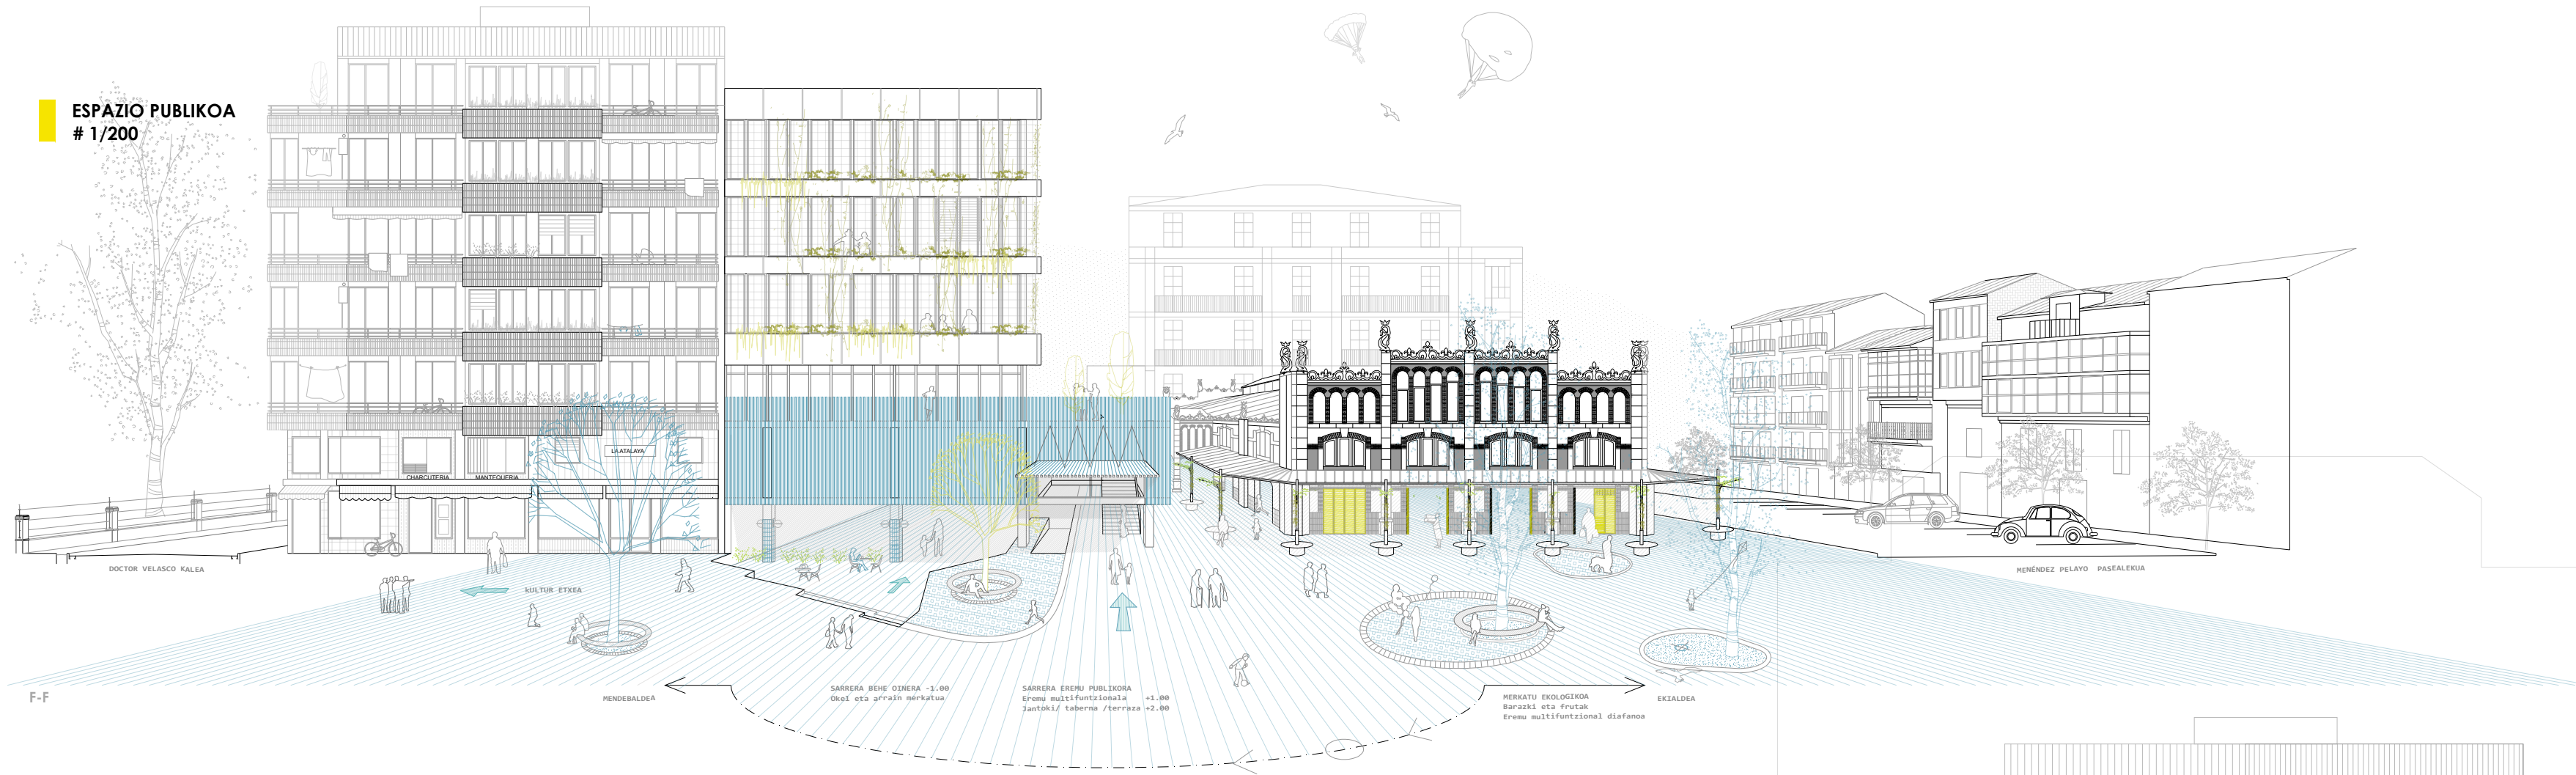 ESPAZIO PUBLIKOA
# 1/200
LA ATALAYA
CHARCUTERIA
MANTEQUERIA
DOCTOR VELASCO KALEA
kULTUR ETXEA
MENÉNDEZ PELAYO PASEALEKUA
F-F
MENDEBALDEA
SARRERA BEHE OINERA -1.00
Okei eta arrain merkatua
SARRERA EREMU PUBLIKORA
Eremu multifuntzionala +1.00
Jantoki/ taberna /terraza +2.00
MERKATU EKOLOGIKOA
Barazki eta frutak
Eremu multifuntzional diafanoa
EKIALDEA